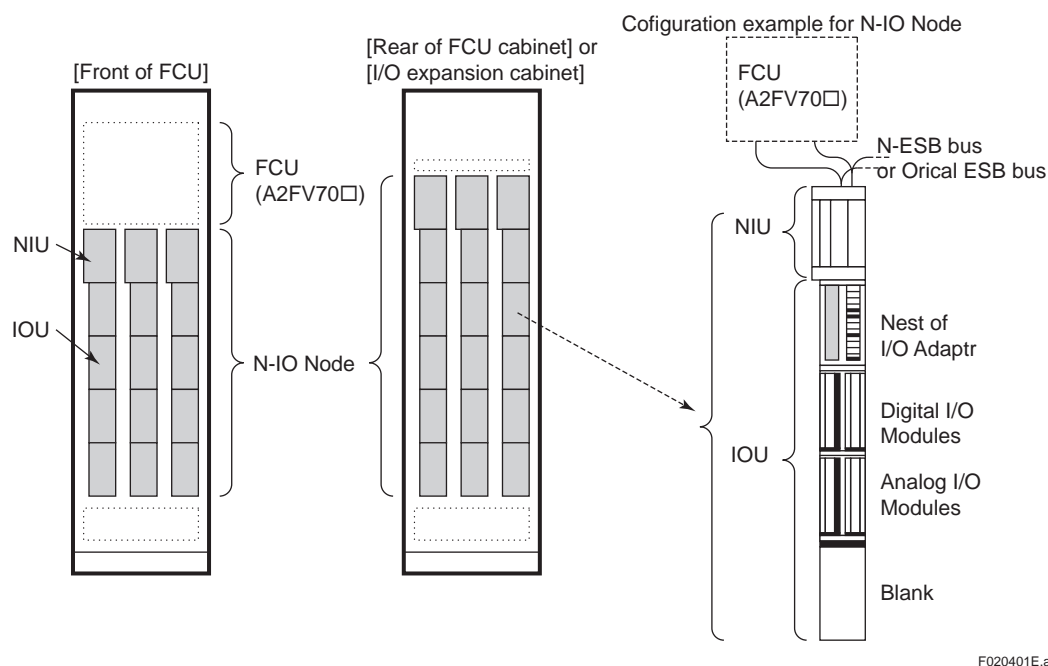 Cofiguration example for N-IO Node
[Rear of FCU cabinet] or
[I/O expansion cabinet]
[Front of FCU]
FCU
(A2FV70□)
N-ESB bus
or Orical ESB bus
FCU
(A2FV70□)
NIU
NIU
IOU
N-IO Node
Nest of
I/O Adaptr
Digital I/O
Modules
IOU
Analog I/O
Modules
Blank
F020401E.a